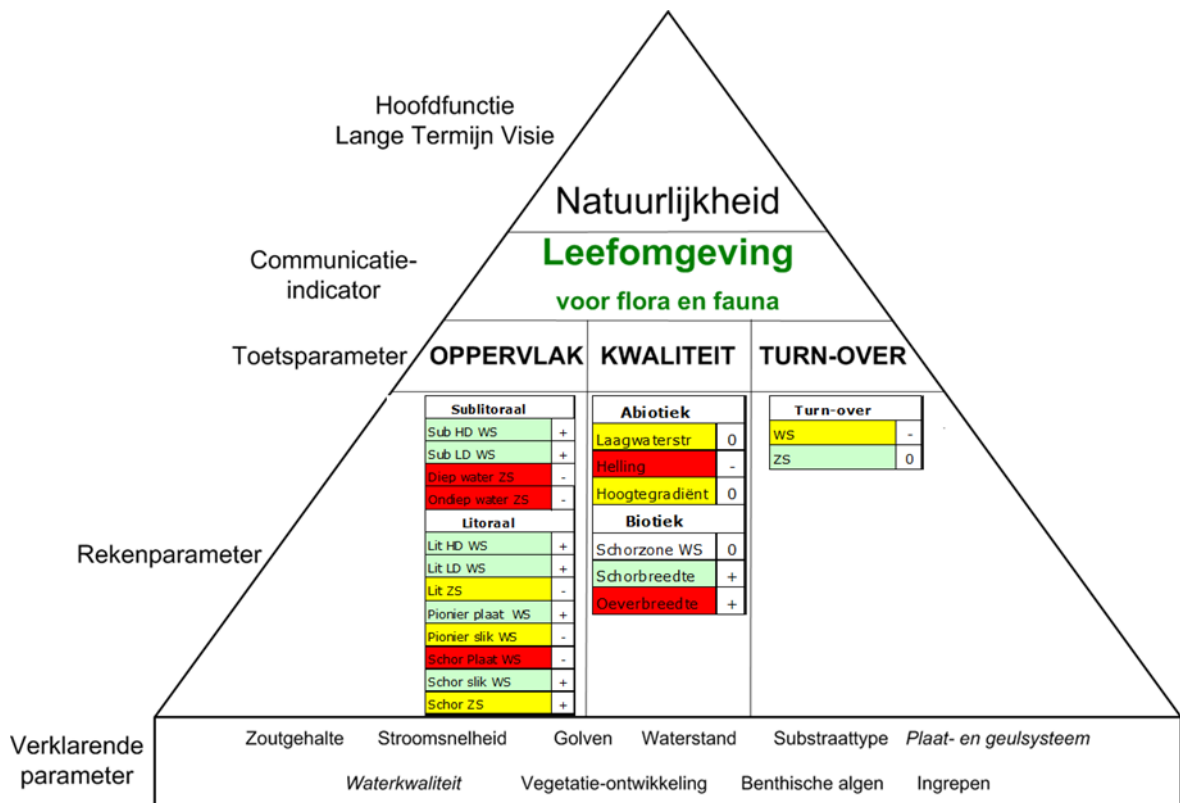 Hoofdfunctie
Lange Termijn Visie
Natuurlijkheid
Communicatie-
indicator
Leefomgeving
voor flora en fauna
Toetsparameter
OPPERVLAK KWALITEIT TURN-OVER
Rekenparameter
Sublitoraal
Sub HD WS +
Sub LD WS +
Diep water ZS -
Ondiep water ZS -
Litoraal
Lit HD WS +
Lit LD WS +
Lit ZS -
Pionier plaat WS +
Pionier slik WS -
Schor Plaat WS -
Schor slik WS +
Schor ZS +
Abiotiek
Laagwaterstr 0
Helling -
Hoogtegradiënt 0
Biotiek
Schorzone WS 0
Schorbreedte +
Oeverbreedte +
Turn-over
WS -
ZS 0
Verklarende
parameter
Zoutgehalte Stroomsnelheid Golven Waterstand Substraattype Plaat- en geulsysteem
Waterkwaliteit Vegetatie-ontwikkeling Benthische algen Ingrepen